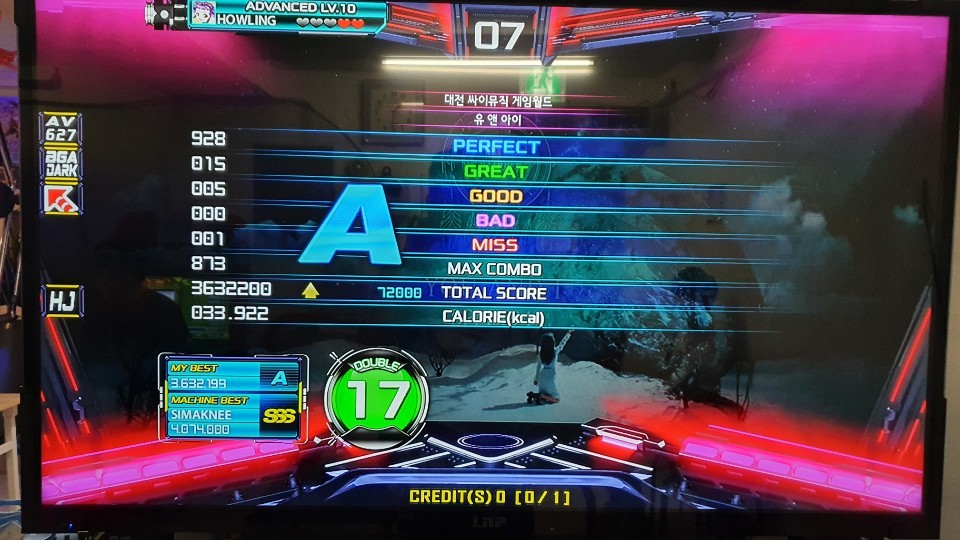 ADVANCED LV.10
HOWLING
07
대전 싸이뮤직 게임월드
유 앤 아이
AV
627
BGA
DARK
HJ
928 PERFECT
015 GREAT
005 GOOD
000 BAD
001 MISS
873 MAX COMBO
3632200 72000 TOTAL SCORE
033.922 CALORIE(kcal)
A
MY BEST
3.632.199 A
MACHINE BEST
SIMAKNEE SSS
4.074.000
DOUBLE
17
CREDIT(S) 0 [0/1]